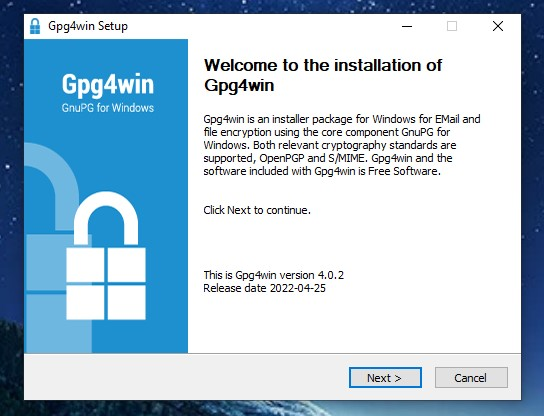 Gpg4win Setup
Gpg4win
GnuPG for Windows
Welcome to the installation of
Gpg4win
Gpg4win is an installer package for Windows for EMail and
file encryption using the core component GnuPG for
Windows. Both relevant cryptography standards are
supported, OpenPGP and S/MIME. Gpg4win and the
software included with Gpg4win is Free Software.
Click Next to continue.
This is Gpg4win version 4.0.2
Release date 2022-04-25
Next >
Cancel